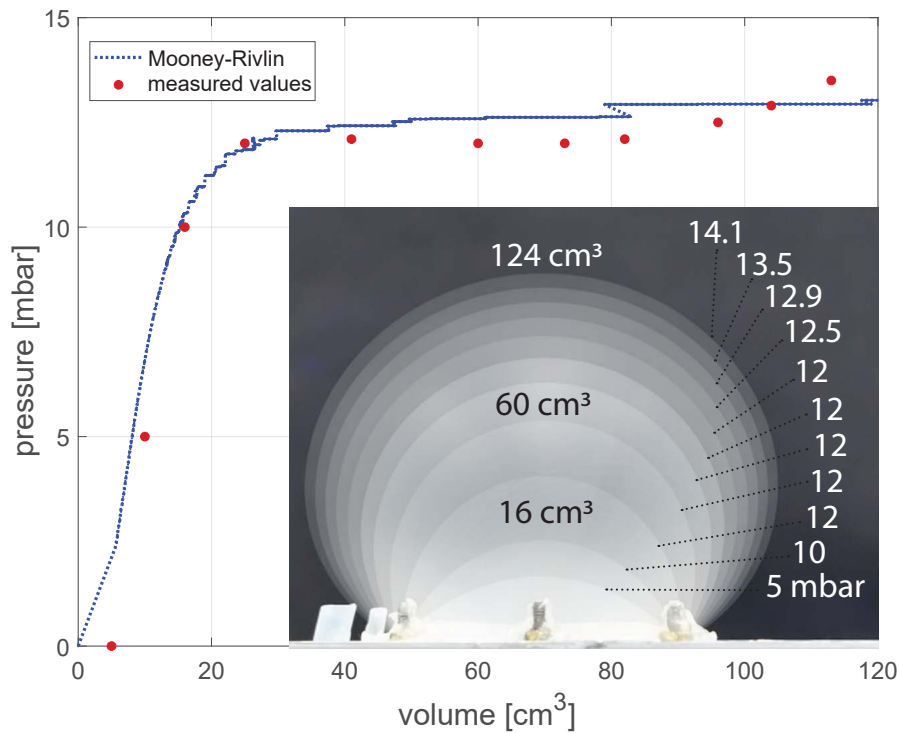 15
10
5
0
pressure [mbar]
Mooney-Rivlin
measured values
124 cm³
60 cm³
16 cm³
14.1
13.5
12.9
12.5
12
12
12
12
12
10
5 mbar
0
20
40
60
80
100
120
volume [cm³]